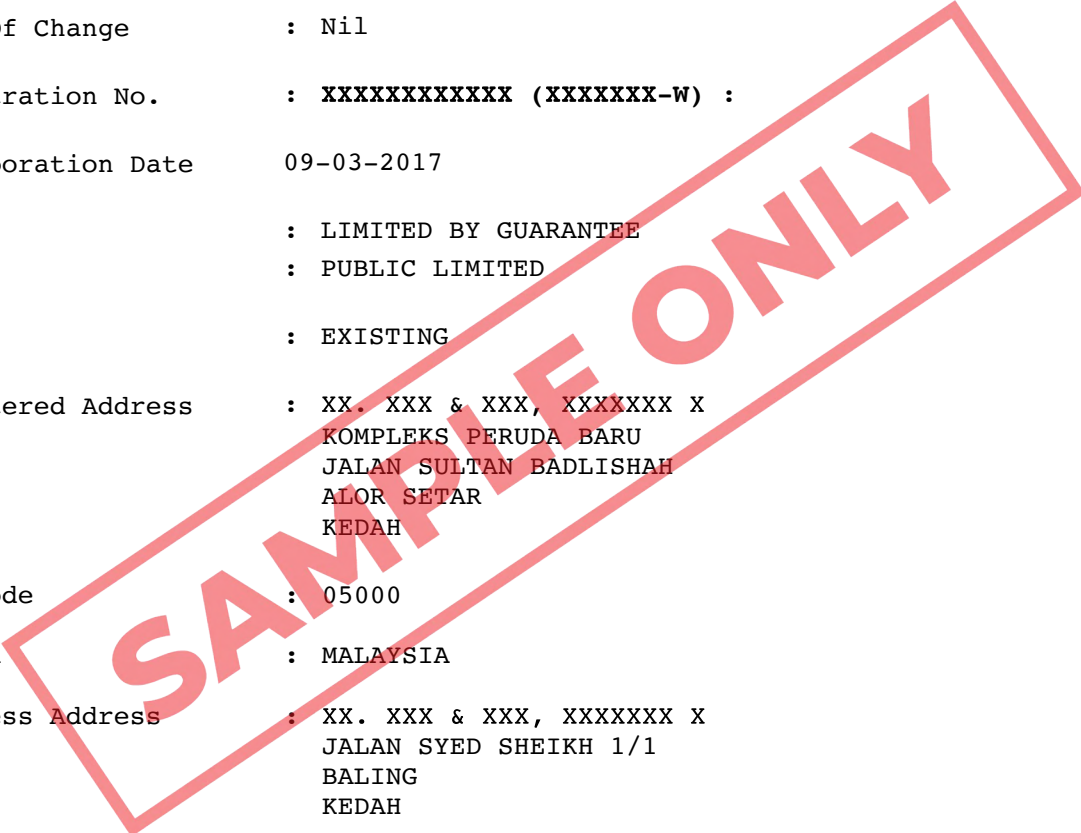 of Change : Nil
ration No. : XXXXXXXXXXXX (XXXXXXX-W) :
oration Date 09-03-2017
: LIMITED BY GUARANTEE
: PUBLIC LIMITED
: EXISTING
ered Address : XX. XXX & XXX, XXXXXXX X
KOMPLEKS PERUDA BARU
JALAN SULTAN BADLISHAH
ALOR SETAR
KEDAH
de : 05000
: MALAYSIA
ess Address : XX. XXX & XXX, XXXXXXX X
JALAN SYED SHEIKH 1/1
BALING
KEDAH
SAMPLE ONLY